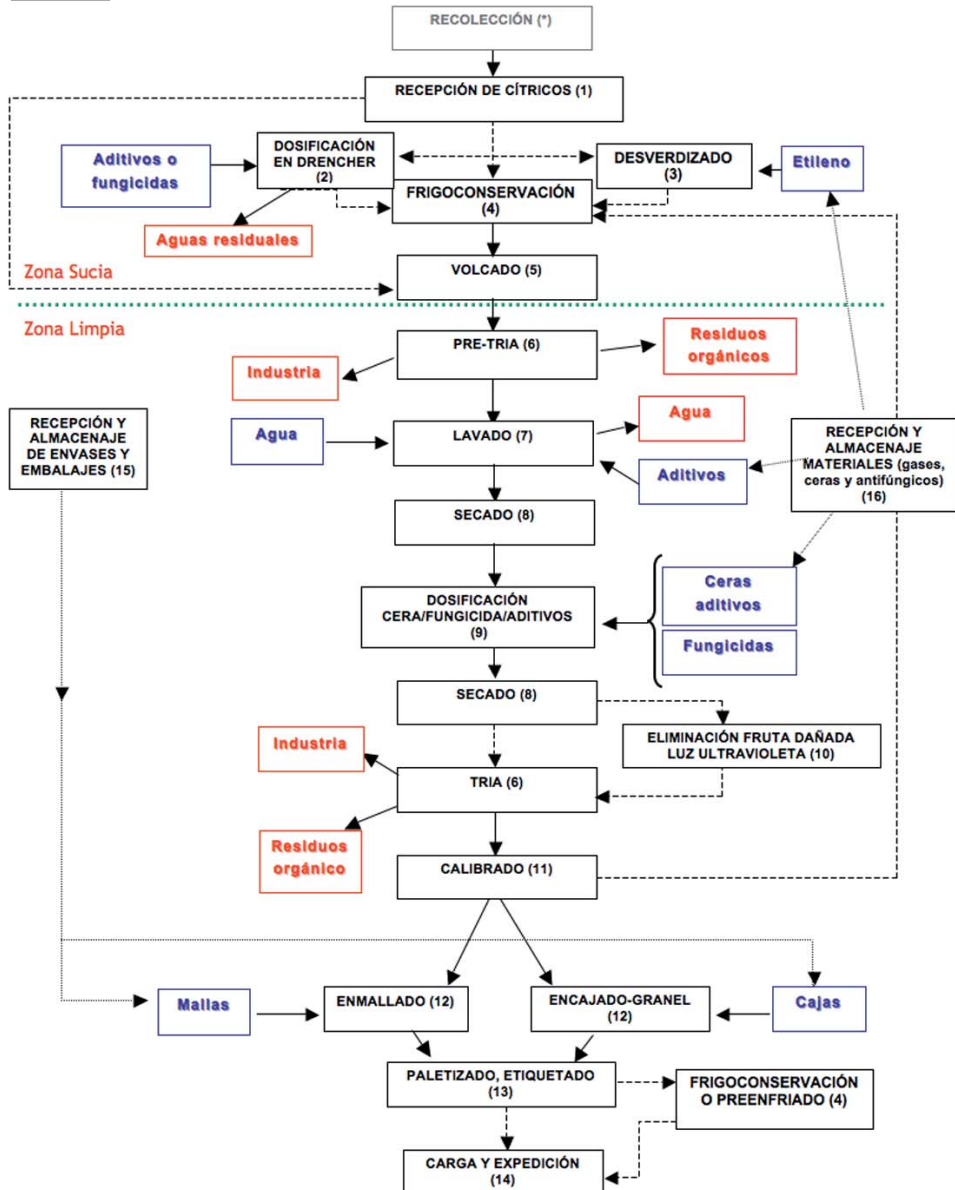 RECOLECCIÓN (*)
RECEPCIÓN DE CÍTRICOS (1)
Aditivos o
fungicidas
DOSIFICACIÓN
EN DRENCHER
(2)
DESVERDIZADO
(3)
Etileno
FRIGOCONSERVACIÓN
(4)
Aguas residuales
Zona Sucia
VOLCADO (5)
Zona Limpia
PRE-TRIA (6)
Residuos
orgánicos
Industria
RECEPCIÓN Y
ALMACENAJE
DE ENVASES Y
EMBALAJES (15)
Agua
LAVADO (7)
Agua
Aditivos
RECEPCIÓN Y
ALMACENAJE
MATERIALES (gases,
ceras y antifúngicos)
(16)
SECADO (8)
DOSIFICACIÓN
CERA/FUNGICIDA/ADITIVOS
(9)
Ceras
aditivos
Fungicidas
SECADO (8)
Industria
ELIMINACIÓN FRUTA DAÑADA
LUZ ULTRAVIOLETA (10)
TRIA (6)
Residuos
orgánico
CALIBRADO (11)
Mallas
ENMALLADO (12)
ENCAJADO-GRANEL
(12)
Cajas
PALETIZADO, ETIQUETADO
(13)
FRIGOCONSERVACIÓN
O PREENFRIADO (4)
CARGA Y EXPEDICIÓN
(14)